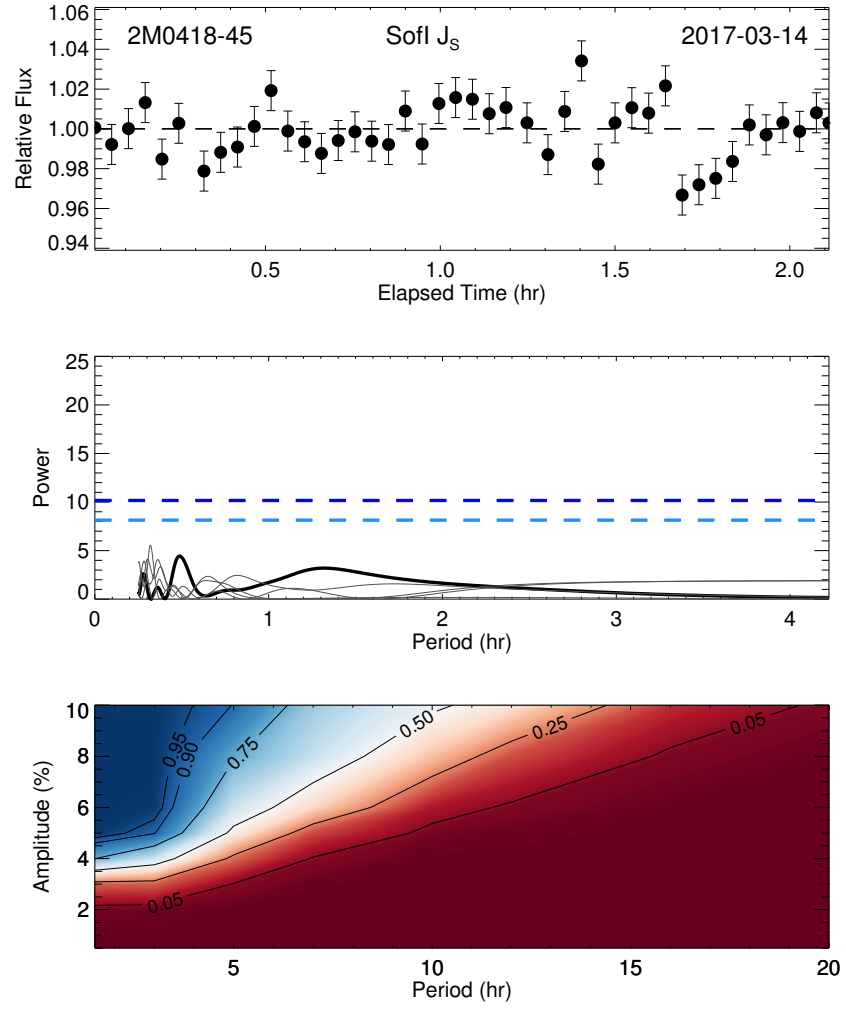 2M0418-45 SofI J_S 2017-03-14
1.06
1.04
1.02
1.00
0.98
0.96
0.94
Relative Flux
0.5 1.0 1.5 2.0
Elapsed Time (hr)
25
20
15
10
5
0
Power
0 1 2 3 4
Period (hr)
10
8
6
4
2
Amplitude (%)
0.95
0.90
0.75
0.50
0.25
0.05
0.05
5 10 15 20
Period (hr)